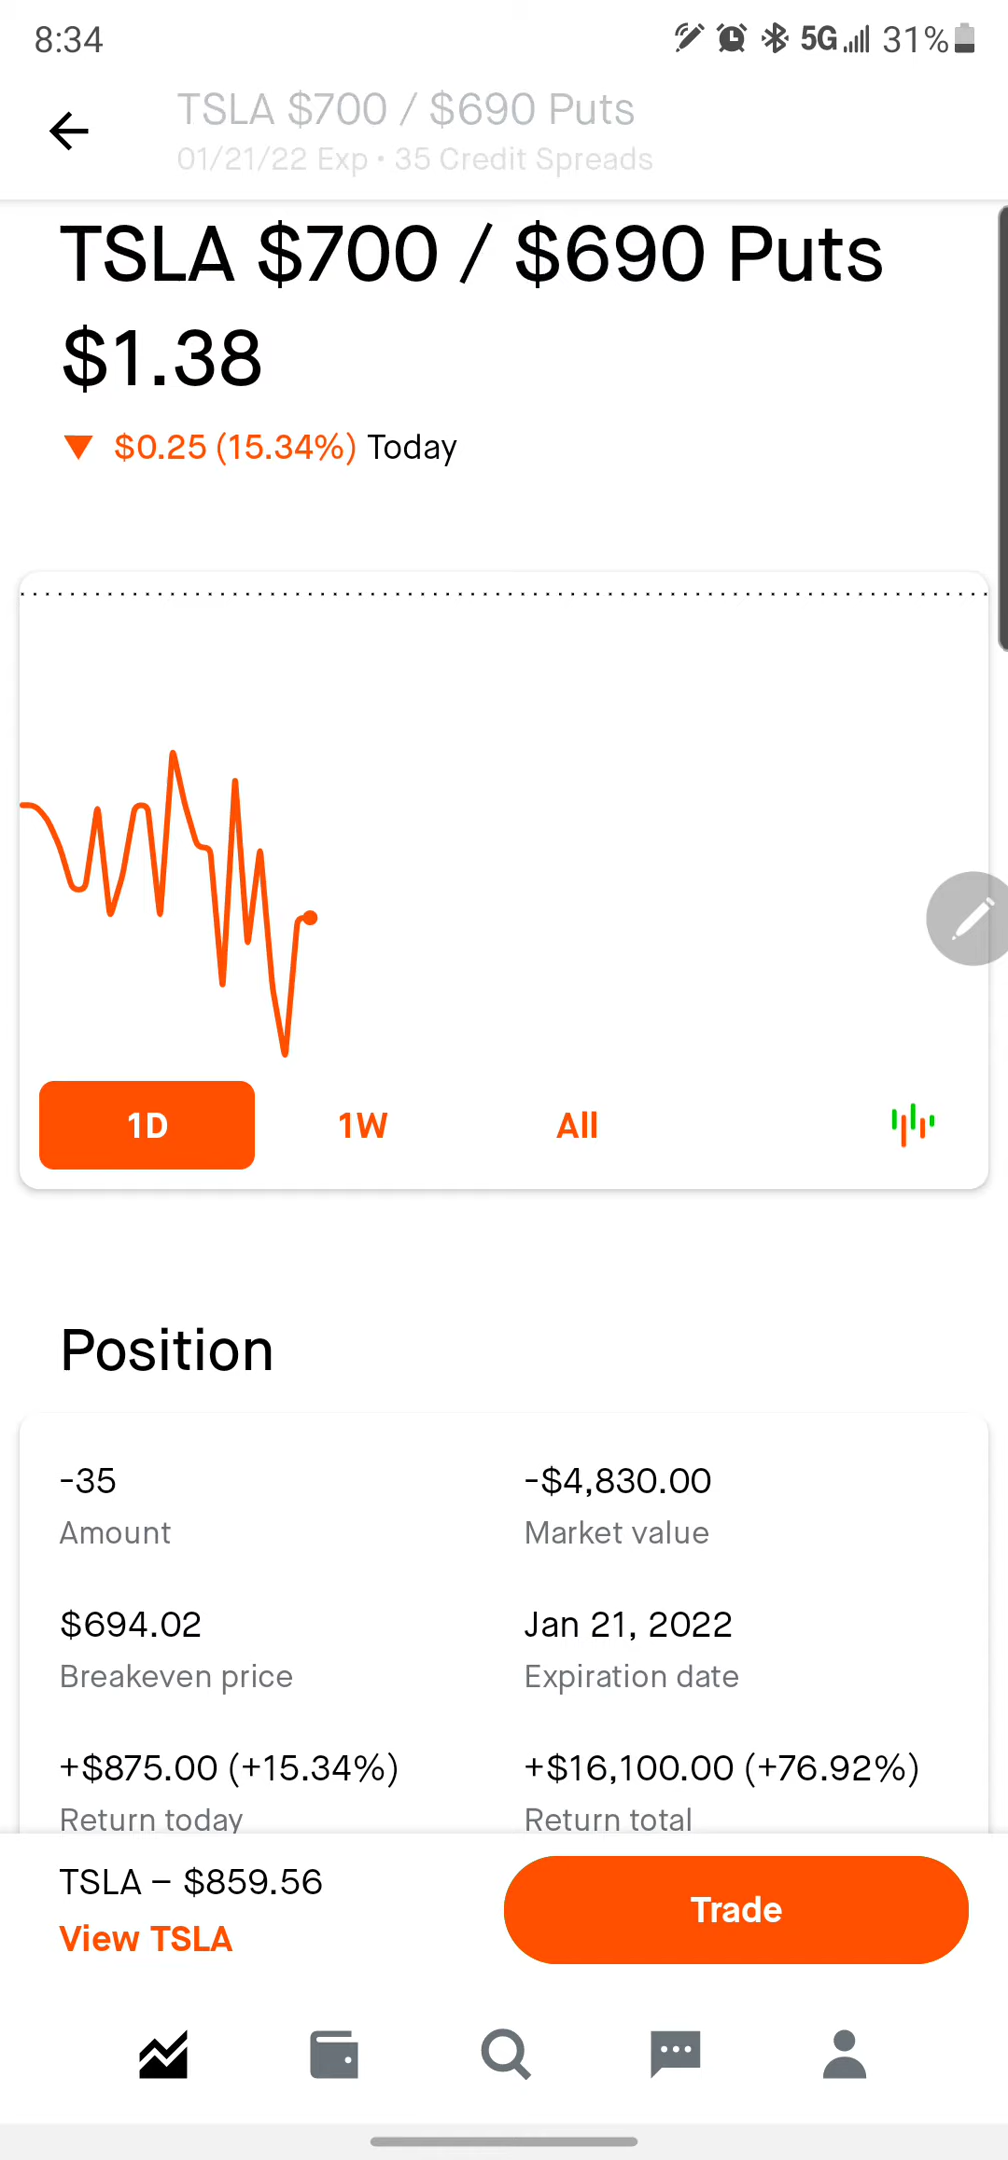 8:34
5G 31%
TSLA $700 / $690 Puts
01/21/22 Exp • 35 Credit Spreads
TSLA $700 / $690 Puts
$1.38
▼ $0.25 (15.34%) Today
1D 1W All
Position
-35 -$4,830.00
Amount Market value
$694.02 Jan 21, 2022
Breakeven price Expiration date
+$875.00 (+15.34%) +$16,100.00 (+76.92%)
Return today Return total
TSLA – $859.56
View TSLA
Trade